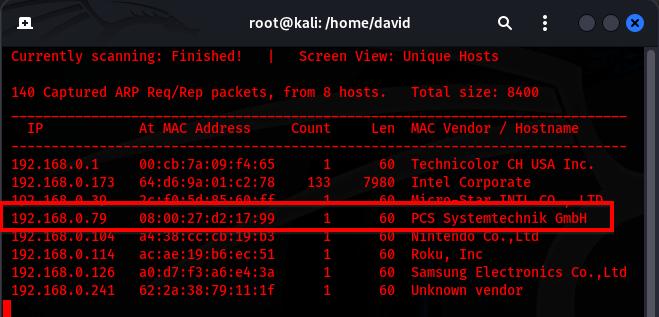 root@kali: /home/david
Currently scanning: Finished!   |   Screen View: Unique Hosts
140 Captured ARP Req/Rep packets, from 8 hosts.   Total size: 8400
IP            At MAC Address     Count     Len  MAC Vendor / Hostname
192.168.0.1     00:cb:7a:09:f4:65      1      60  Technicolor CH USA Inc.
192.168.0.173   64:d6:9a:01:c2:78    133    7980  Intel Corporate
192.168.0.39    2c:f0:5d:85:60:ff      1      60  Micro-Star INTL CO., LTD.
192.168.0.79    08:00:27:d2:17:99      1      60  PCS Systemtechnik GmbH
192.168.0.104   a4:38:cc:cb:19:b3      1      60  Nintendo Co.,Ltd
192.168.0.114   ac:ae:19:b6:ec:51      1      60  Roku, Inc
192.168.0.126   a0:d7:f3:a6:e4:3a      1      60  Samsung Electronics Co.,Ltd
192.168.0.241   62:2a:38:79:11:1f      1      60  Unknown vendor